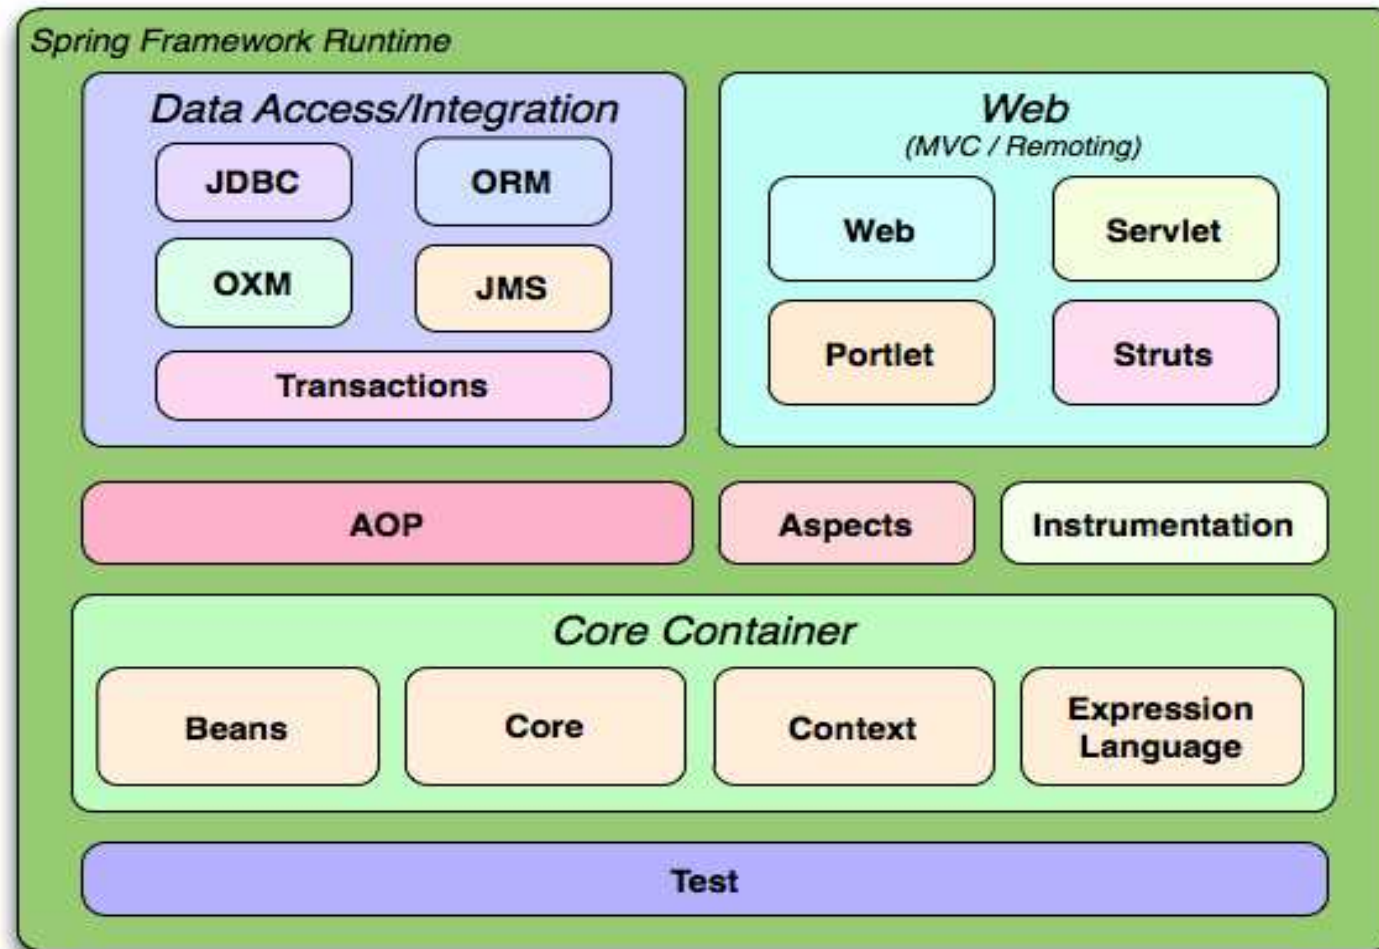 Spring Framework Runtime
Data Access/Integration
JDBC
ORM
OXM
JMS
Transactions
Web
(MVC / Remoting)
Web
Servlet
Portlet
Struts
AOP
Aspects
Instrumentation
Core Container
Beans
Core
Context
Expression
Language
Test